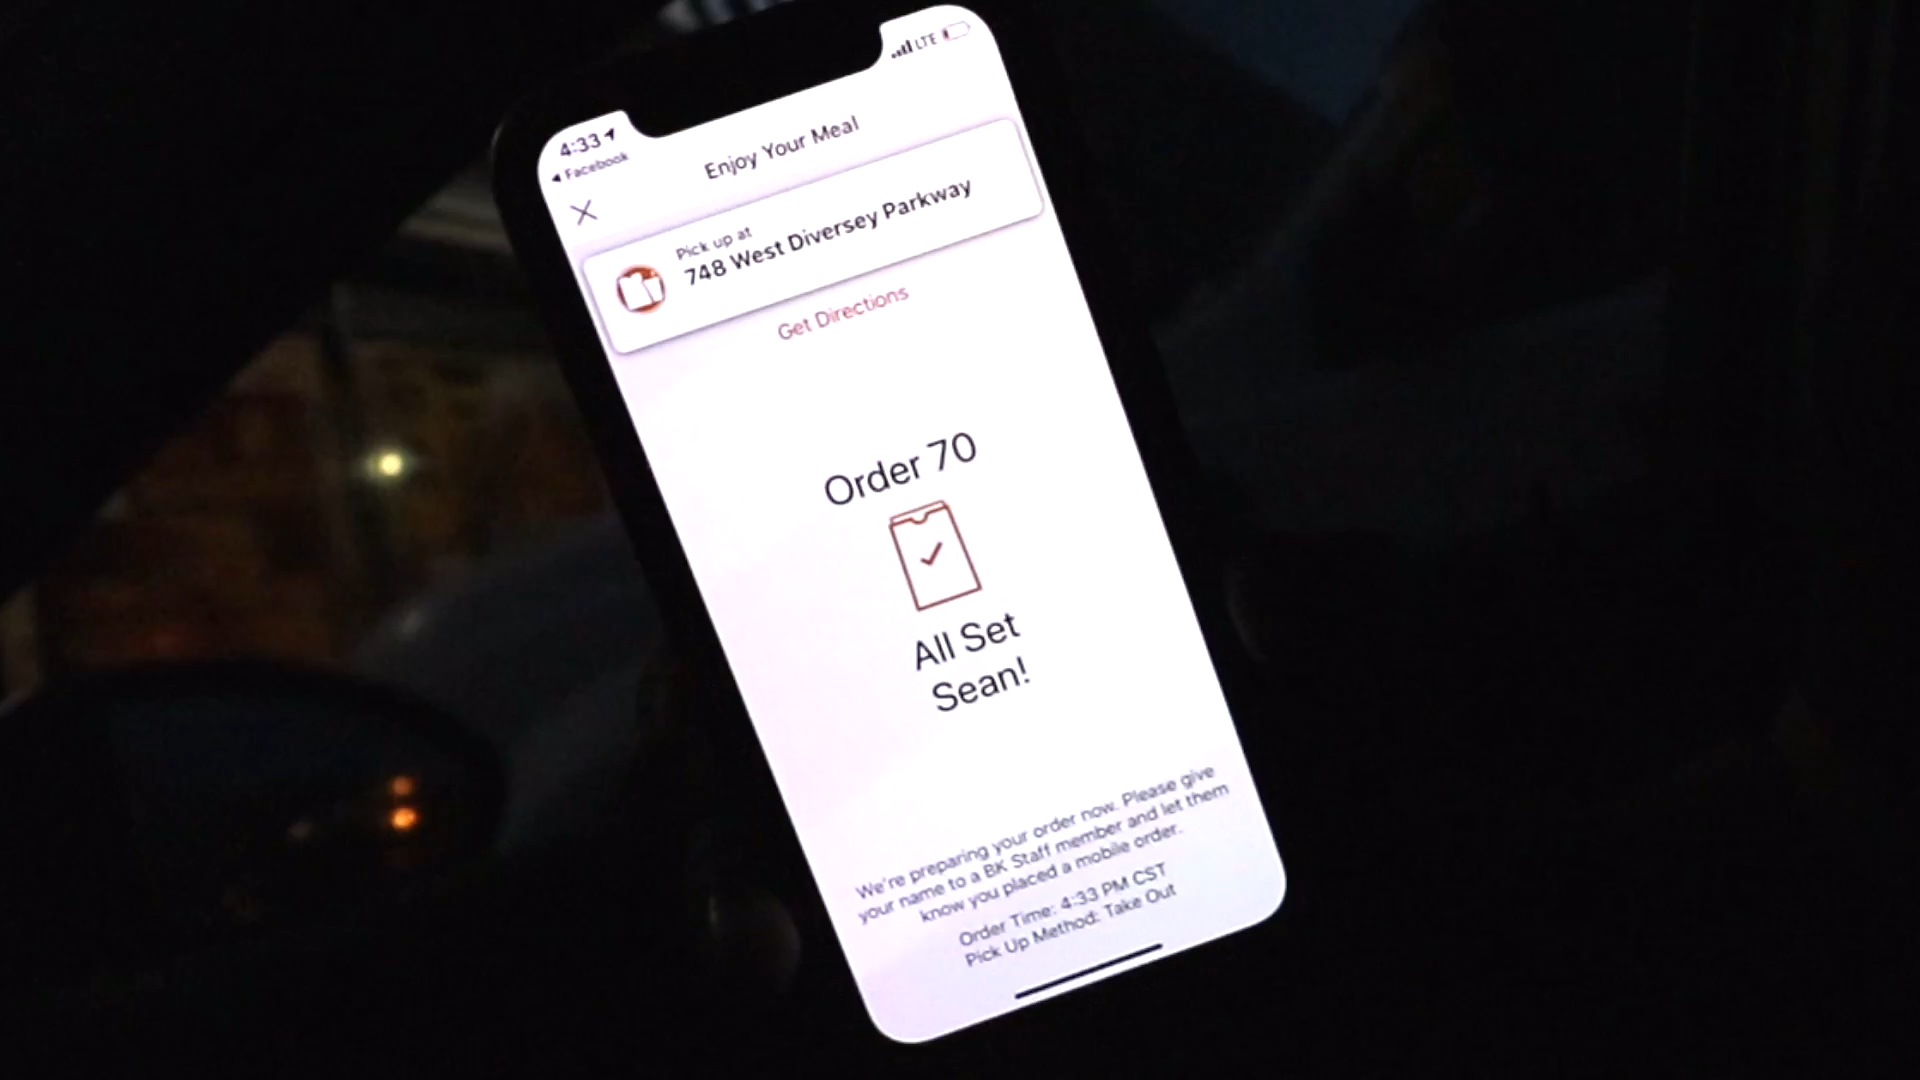 4:33
LTE
Facebook
Enjoy Your Meal
Pick up at
748 West Diversey Parkway
Get Directions
Order 70
All Set
Sean!
We're preparing your order now. Please give
your name to a BK Staff member and let them
know you placed a mobile order.
Order Time: 4:33 PM CST
Pick Up Method: Take Out